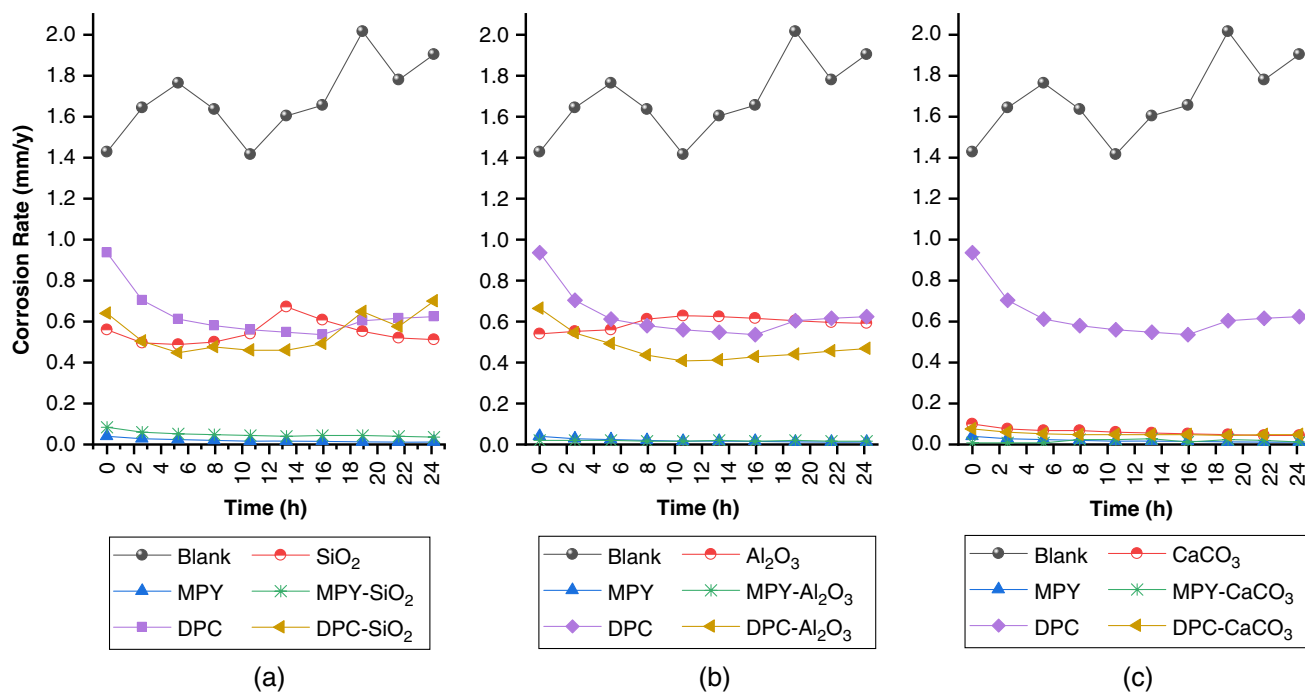 Corrosion Rate (mm/y)
2.0
1.8
1.6
1.4
1.2
1.0
0.8
0.6
0.4
0.2
0.0
0 2 4 6 8 10 12 14 16 18 20 22 24
Time (h)
Blank SiO₂
MPY MPY-SiO₂
DPC DPC-SiO₂
(a)
2.0
1.8
1.6
1.4
1.2
1.0
0.8
0.6
0.4
0.2
0.0
0 2 4 6 8 10 12 14 16 18 20 22 24
Time (h)
Blank Al₂O₃
MPY MPY-Al₂O₃
DPC DPC-Al₂O₃
(b)
2.0
1.8
1.6
1.4
1.2
1.0
0.8
0.6
0.4
0.2
0.0
0 2 4 6 8 10 12 14 16 18 20 22 24
Time (h)
Blank CaCO₃
MPY MPY-CaCO₃
DPC DPC-CaCO₃
(c)